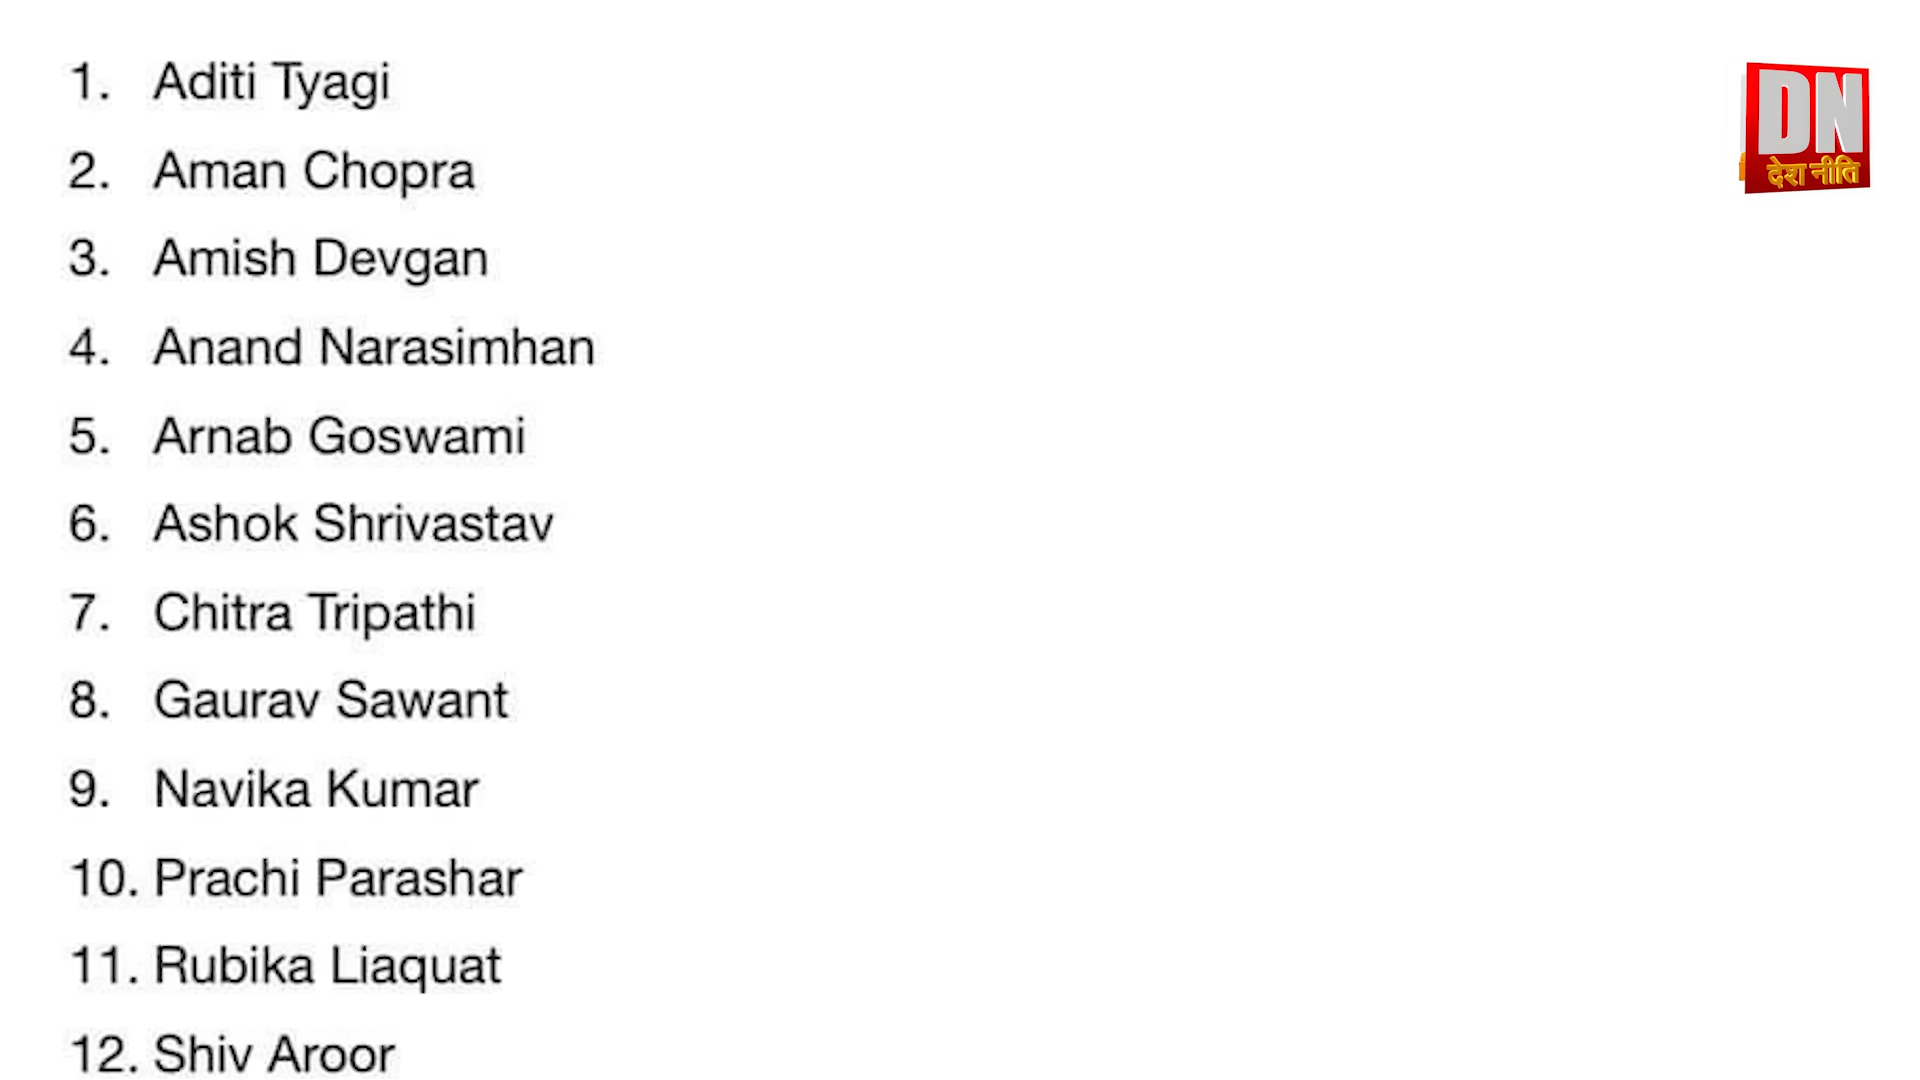 1. Aditi Tyagi
2. Aman Chopra
3. Amish Devgan
4. Anand Narasimhan
5. Arnab Goswami
6. Ashok Shrivastav
7. Chitra Tripathi
8. Gaurav Sawant
9. Navika Kumar
10. Prachi Parashar
11. Rubika Liaquat
12. Shiv Aroor
DN
देश नीति